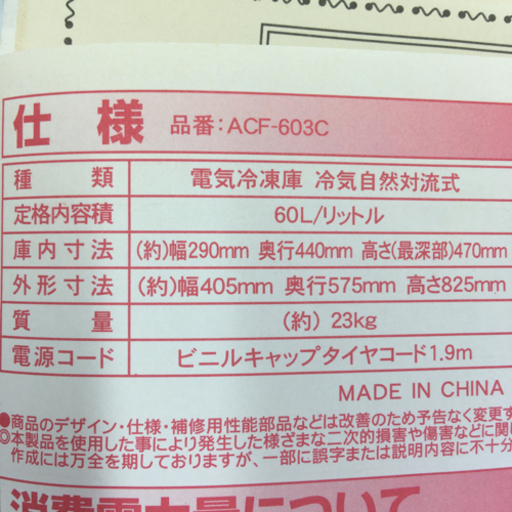 仕様 品番:ACF-603C
種類 電気冷凍庫 冷気自然対流式
定格内容積 60L/リットル
庫内寸法 (約)幅290mm 奥行440mm 高さ(最深部)470mm
外形寸法 (約)幅405mm 奥行575mm 高さ825mm
質量 (約) 23kg
電源コード ビニルキャップタイヤコード1.9m
MADE IN CHINA
●商品のデザイン・仕様・補修用性能部品などは改善のため予告なく変更す
◎本製品を使用した事により発生した様ざまな二次的損害や傷害などに関し
作成には万全を期しておりますが、一部に誤字または説明内容に不十分
消費電力量について